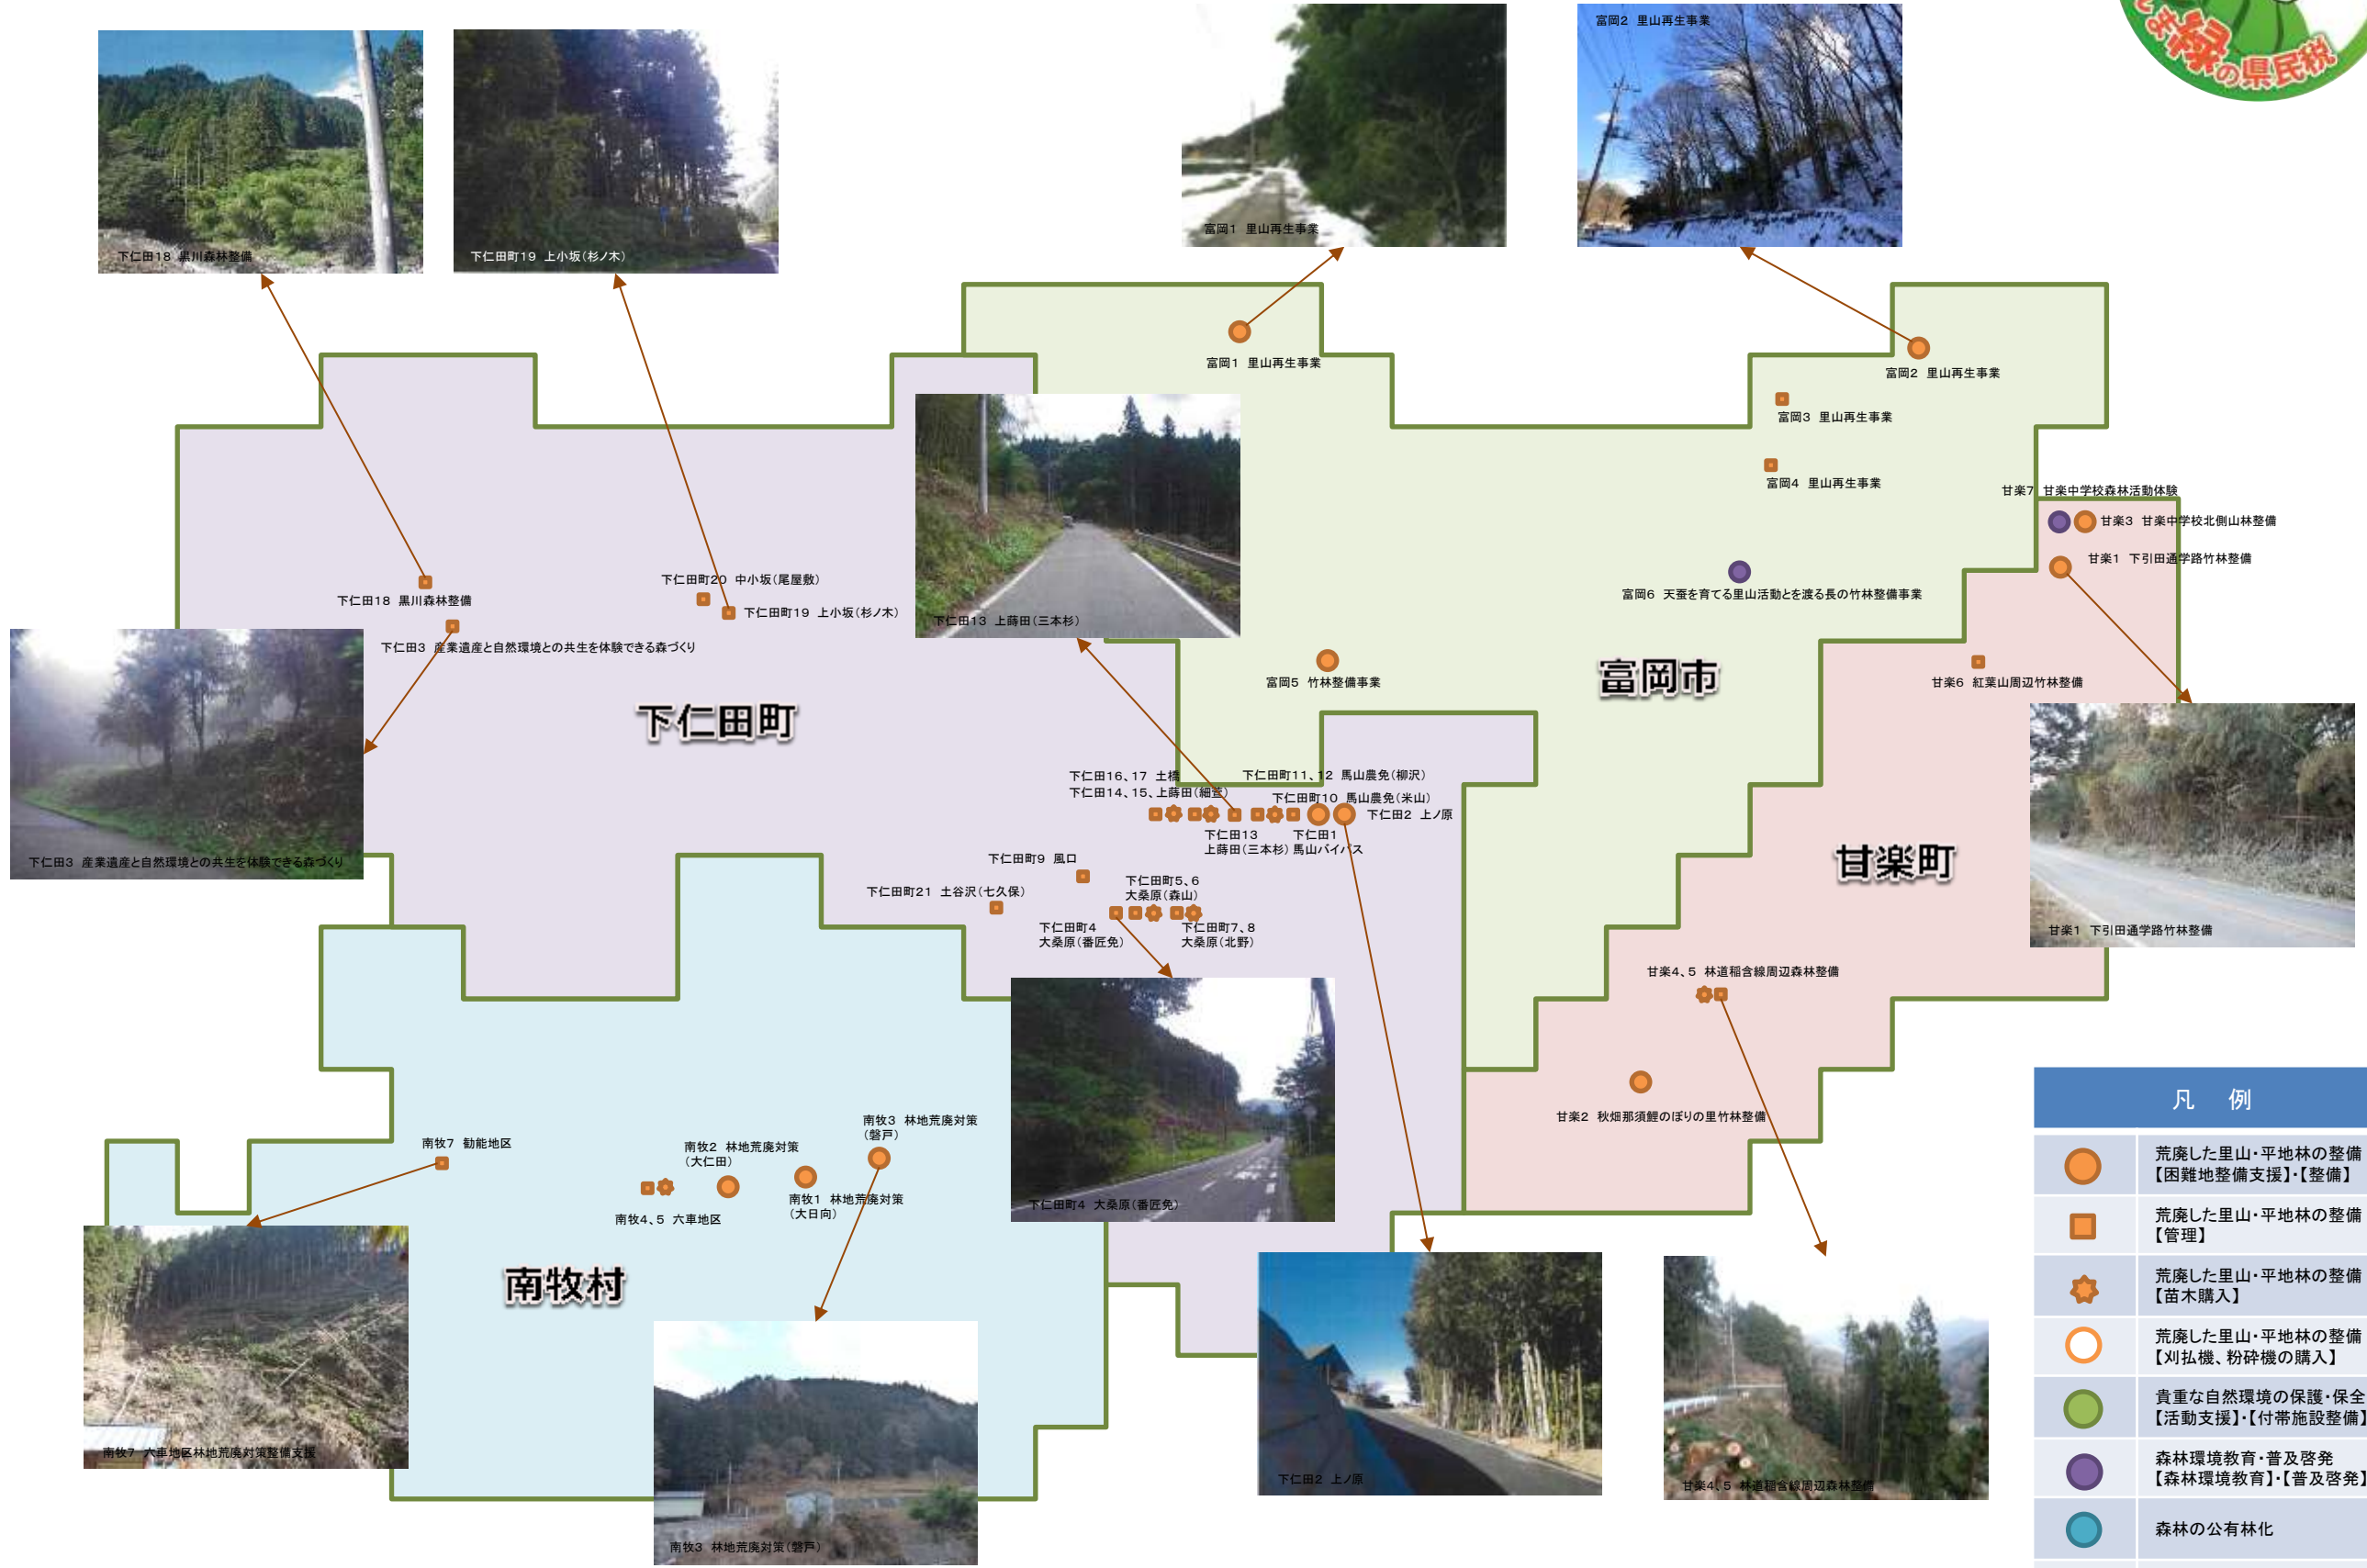 の県民税
富岡2 里山再生事業
下仁田18 黒川森林整備
下仁田町19 上小坂(杉ノ木)
富岡1 里山再生事業
富岡1 里山再生事業
富岡2 里山再生事業
富岡3 里山再生事業
富岡4 里山再生事業
甘楽7 甘楽中学校森林活動体験
甘楽3 甘楽中学校北側山林整備
甘楽1 下引田通学路竹林整備
下仁田町20 中小坂(尾屋敷)
下仁田18 黒川森林整備
下仁田町19 上小坂(杉ノ木)
下仁田13 上蒔田(三本杉)
富岡6 天蚕を育てる里山活動とを渡る長の竹林整備事業
下仁田3 産業遺産と自然環境との共生を体験できる森づくり
富岡5 竹林整備事業
富岡市
甘楽6 紅葉山周辺竹林整備
下仁田町
下仁田16、17 土橋
下仁田町11、12 馬山農免(柳沢)
下仁田14、15、上蒔田(細萱)
下仁田町10 馬山農免(米山)
下仁田2 上ノ原
下仁田13
上蒔田(三本杉)
下仁田1
馬山バイパス
下仁田3 産業遺産と自然環境との共生を体験できる森づくり
下仁田町9 風口
甘楽町
下仁田町21 土谷沢(七久保)
下仁田町5、6
大桑原(森山)
下仁田町4
大桑原(番匠免)
下仁田町7、8
大桑原(北野)
甘楽1 下引田通学路竹林整備
甘楽4、5 林道稲含線周辺森林整備
甘楽2 秋畑那須鯉のぼりの里竹林整備
南牧7 勧能地区
南牧2 林地荒廃対策
(大仁田)
南牧3 林地荒廃対策
(磐戸)
南牧1 林地荒廃対策
(大日向)
南牧4、5 六車地区
下仁田町4 大桑原(番匠免)
南牧村
南牧7 六車地区林地荒廃対策整備支援
南牧3 林地荒廃対策(磐戸)
下仁田2 上ノ原
甘楽4、5 林道稲含線周辺森林整備
凡 例
荒廃した里山・平地林の整備
【困難地整備支援】・【整備】
荒廃した里山・平地林の整備
【管理】
荒廃した里山・平地林の整備
【苗木購入】
荒廃した里山・平地林の整備
【刈払機、粉砕機の購入】
貴重な自然環境の保護・保全
【活動支援】・【付帯施設整備】
森林環境教育・普及啓発
【森林環境教育】・【普及啓発】
森林の公有林化